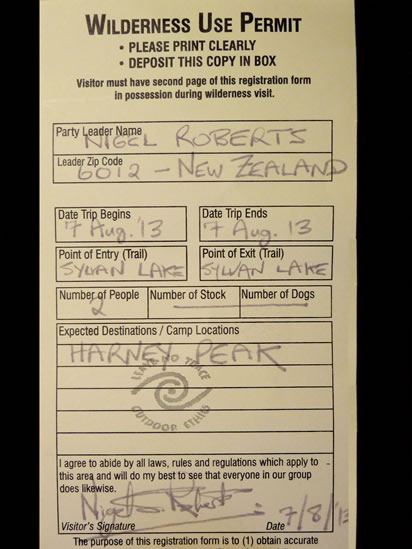 WILDERNESS USE PERMIT
• PLEASE PRINT CLEARLY
• DEPOSIT THIS COPY IN BOX
Visitor must have second page of this registration form
in possession during wilderness visit.
Party Leader Name
NIGEL ROBERTS
Leader Zip Code
6012 – NEW ZEALAND
Date Trip Begins
7 Aug. '13
Date Trip Ends
7 Aug. '13
Point of Entry (Trail)
SYLVAN LAKE
Point of Exit (Trail)
SYLVAN LAKE
Number of People
2
Number of Stock
Number of Dogs
Expected Destinations / Camp Locations
HARNEY PEAK
LEAVE NO TRACE
OUTDOOR ETHICS
I agree to abide by all laws, rules and regulations which apply to
this area and will do my best to see that everyone in our group
does likewise.
Nigel S. Roberts
Visitor's Signature
Date 7/8/'13
The purpose of this registration form is to (1) obtain accurate